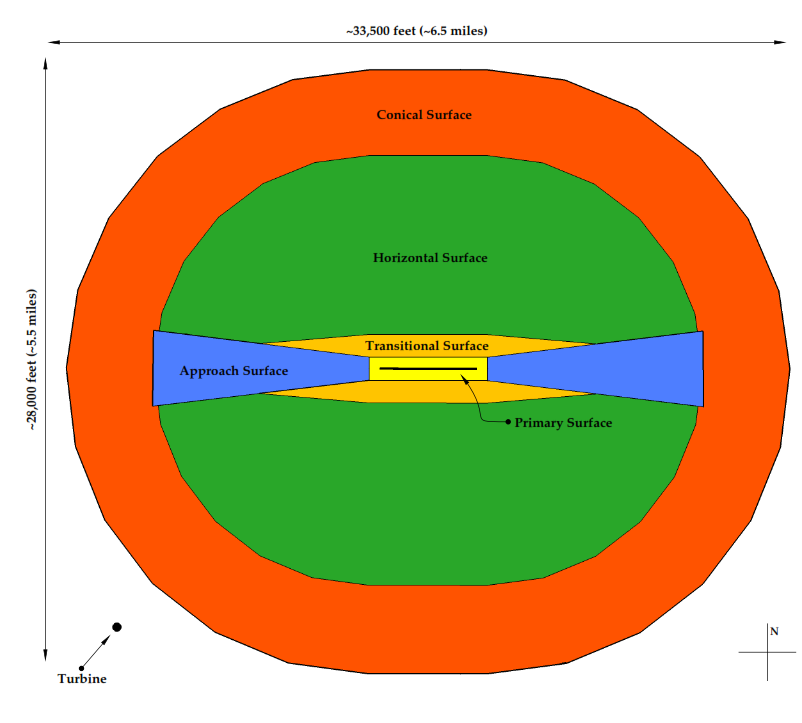 ~33,500 feet (~6.5 miles)
Conical Surface
Horizontal Surface
~28,000 feet (~5.5 miles)
Transitional Surface
Approach Surface
Primary Surface
N
Turbine